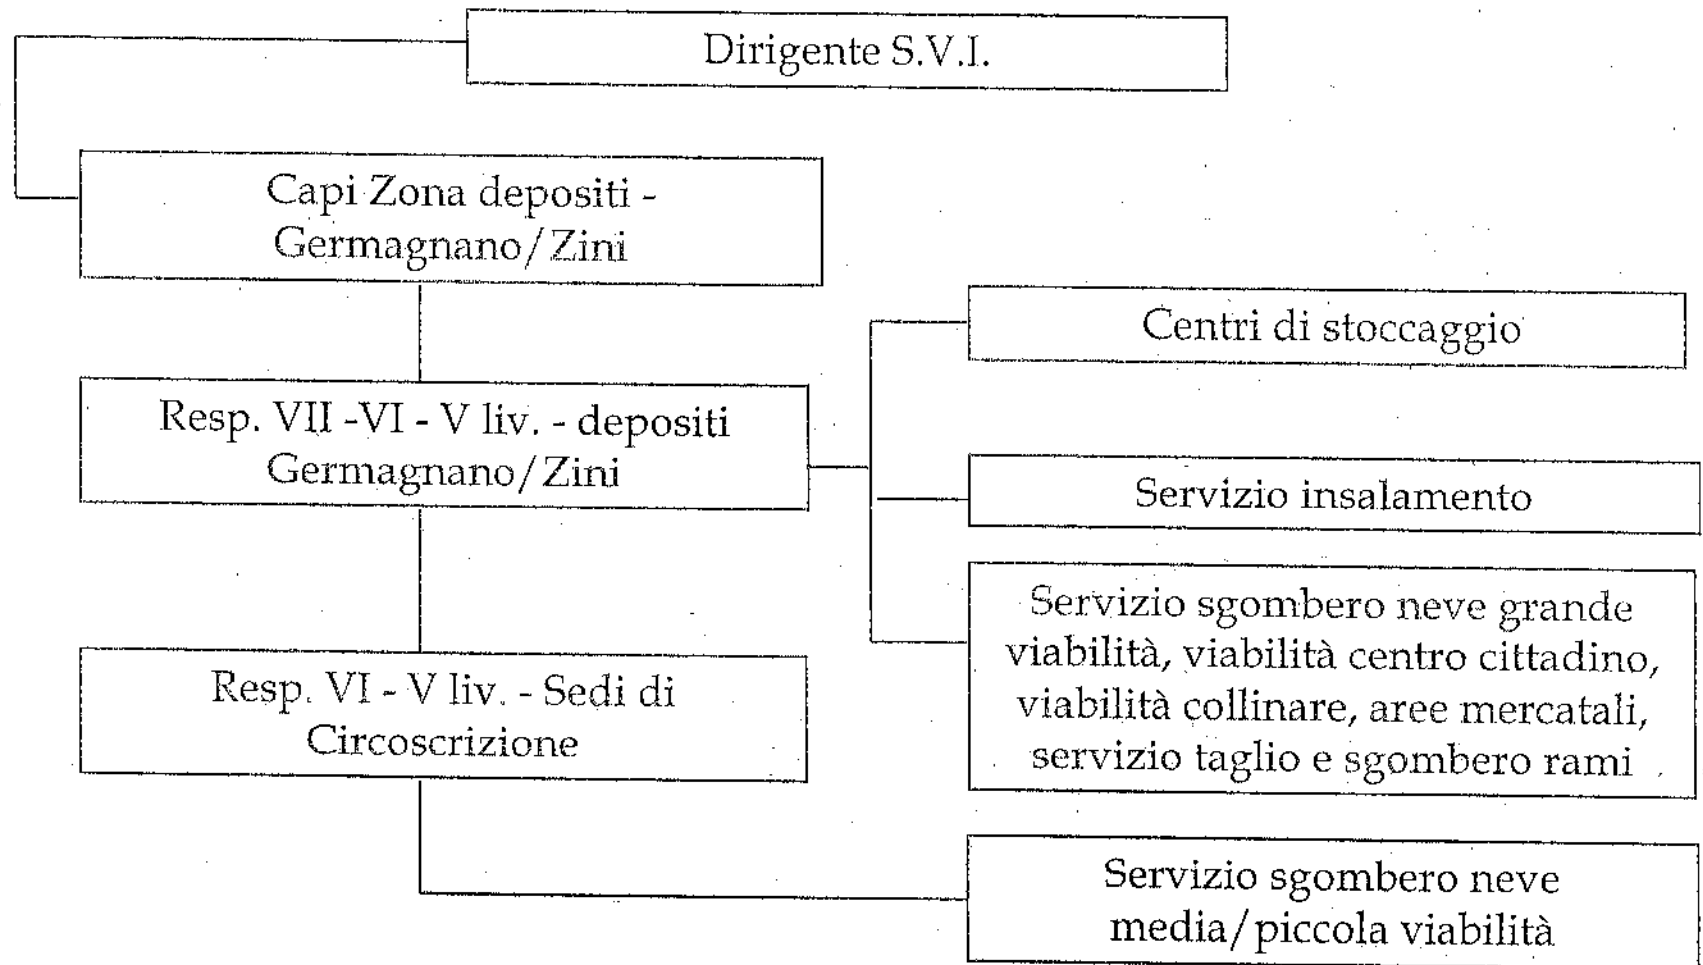 Dirigente S.V.I.
Capi Zona depositi -
Germagnano/Zini
Centri di stoccaggio
Resp. VII -VI - V liv. - depositi
Germagnano/Zini
Servizio insalamento
Servizio sgombero neve grande
viabilità, viabilità centro cittadino,
viabilità collinare, aree mercatali,
servizio taglio e sgombero rami
Resp. VI - V liv. - Sedi di
Circoscrizione
Servizio sgombero neve
media/piccola viabilità